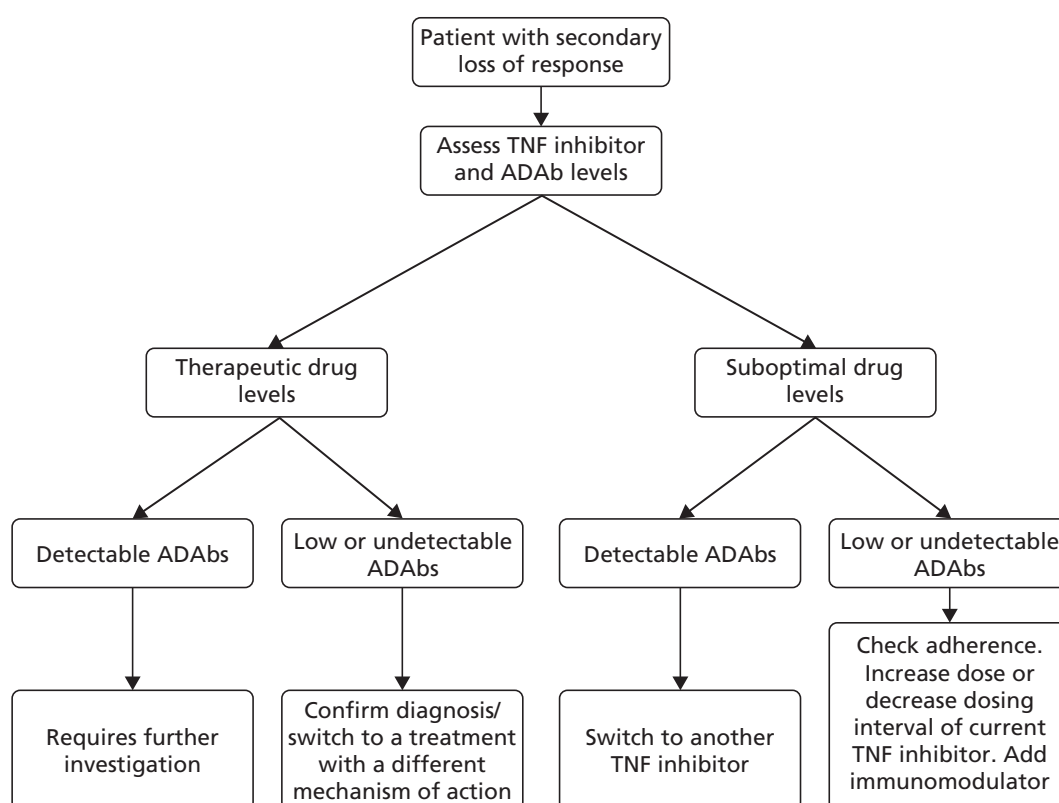 Patient with secondary
loss of response
Assess TNF inhibitor
and ADAb levels
Therapeutic drug
levels
Suboptimal drug
levels
Detectable ADAbs
Low or undetectable
ADAbs
Detectable ADAbs
Low or undetectable
ADAbs
Requires further
investigation
Confirm diagnosis/
switch to a treatment
with a different
mechanism of action
Switch to another
TNF inhibitor
Check adherence.
Increase dose or
decrease dosing
interval of current
TNF inhibitor. Add
immunomodulator